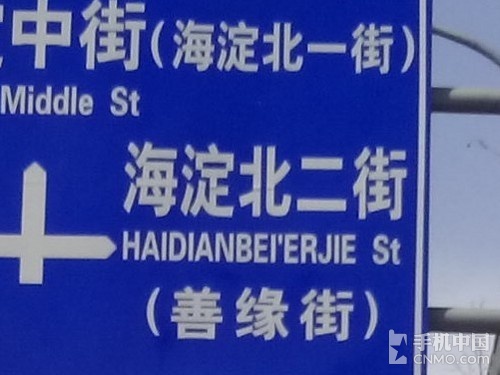 中街(海淀北一街)
Middle St
海淀北二街
HAIDIANBEI'ERJIE St
(善缘街)
手机中国
CNMO.COM